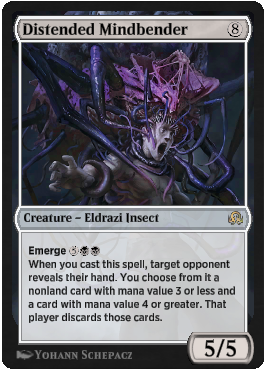 Distended Mindbender 8
Creature – Eldrazi Insect
Emerge 5BB
When you cast this spell, target opponent
reveals their hand. You choose from it a
nonland card with mana value 3 or less and
a card with mana value 4 or greater. That
player discards those cards.
Yohann Schepacz
5/5